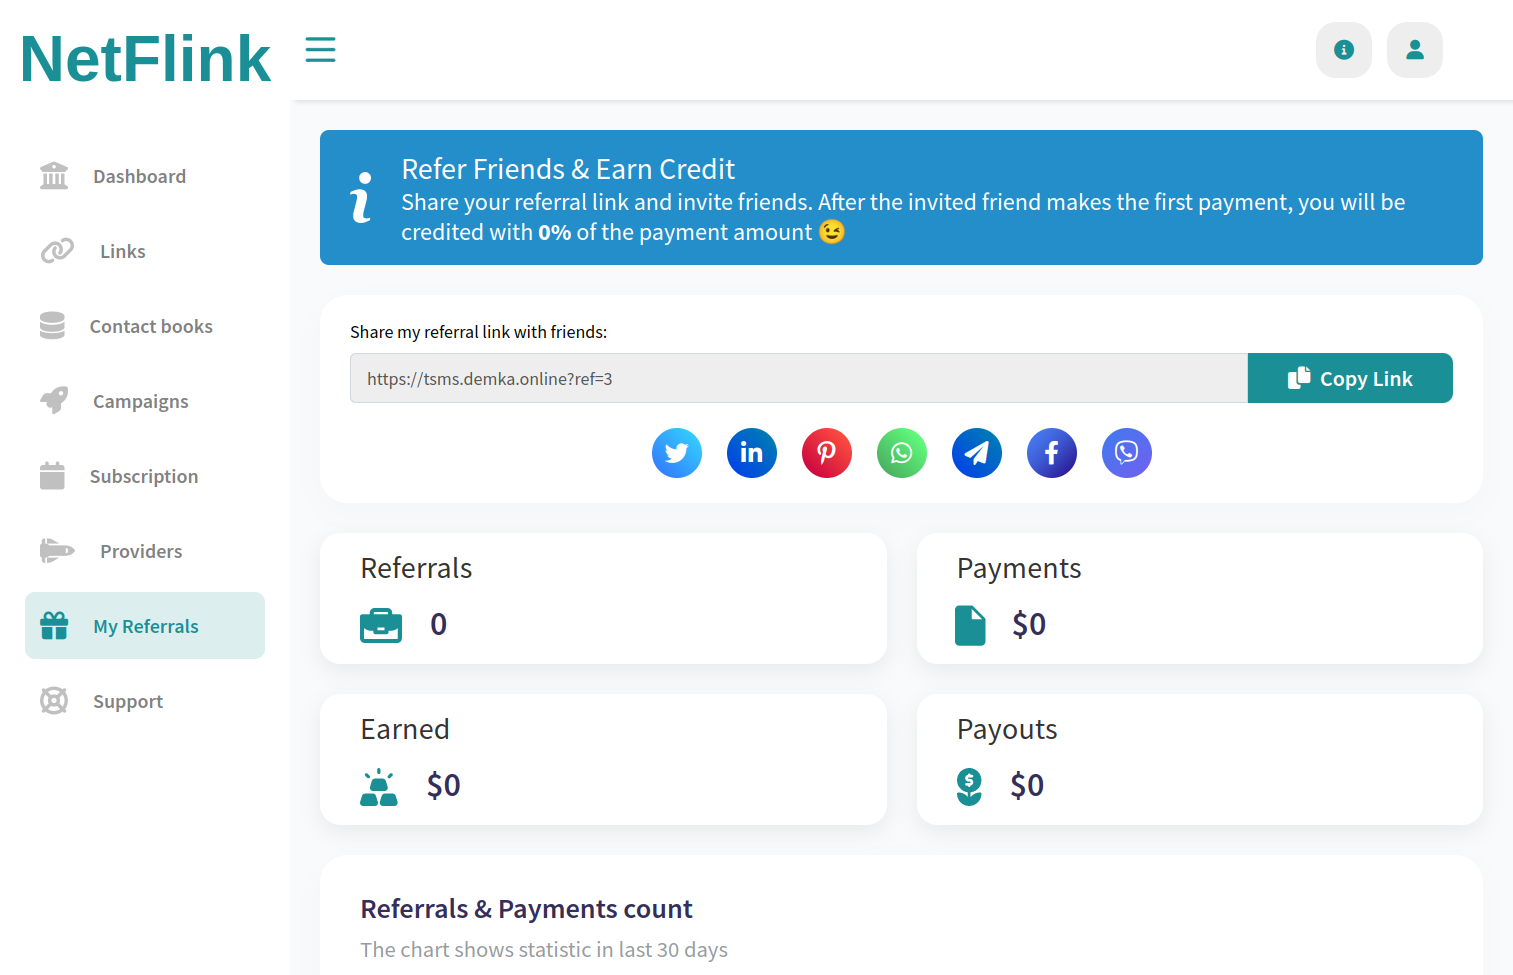 NetFlink
Dashboard
Links
Contact books
Campaigns
Subscription
Providers
My Referrals
Support
Refer Friends & Earn Credit
Share your referral link and invite friends. After the invited friend makes the first payment, you will be
credited with 0% of the payment amount 😉
Share my referral link with friends:
https://tsms.demka.online?ref=3
Copy Link
Referrals
0
Payments
$0
Earned
$0
Payouts
$0
Referrals & Payments count
The chart shows statistic in last 30 days